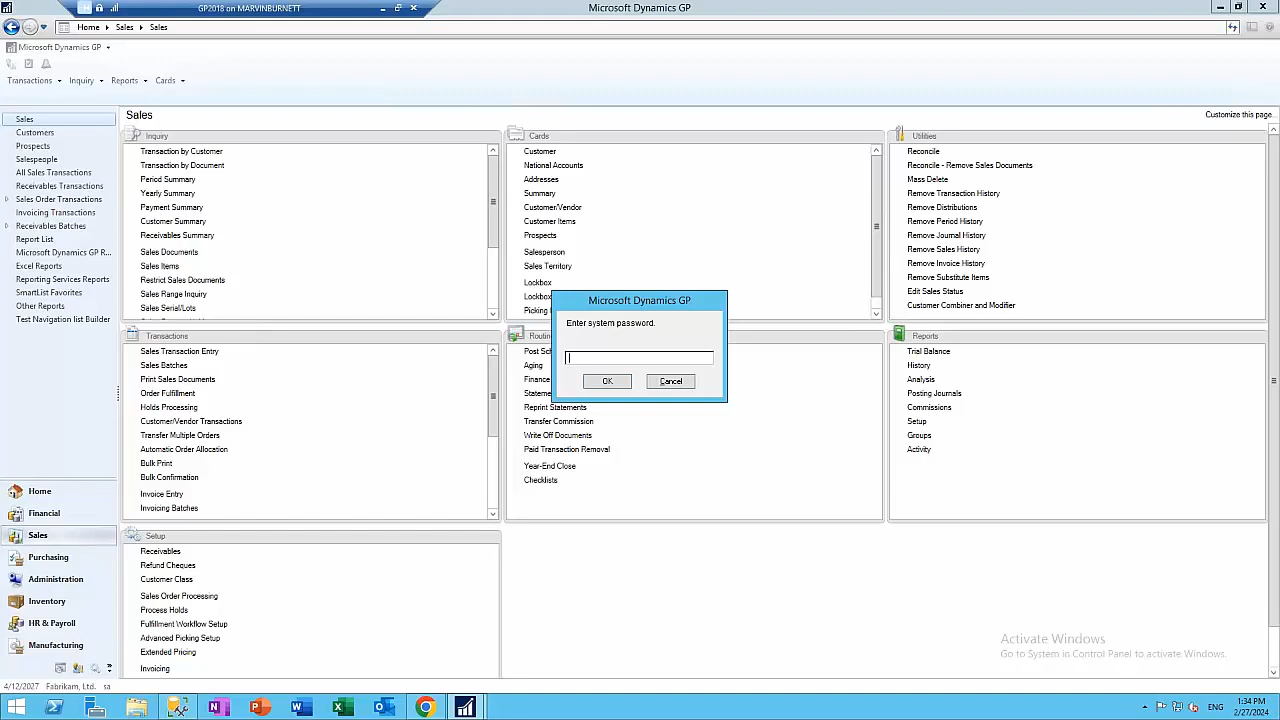 GP2018 on MARVINBURNETT
Microsoft Dynamics GP
Home Sales Sales
Microsoft Dynamics GP
Transactions Inquiry Reports Cards
Sales
Customers
Prospects
Salespeople
All Sales Transactions
Receivables Transactions
Sales Order Transactions
Invoicing Transactions
Receivables Batches
Report List
Microsoft Dynamics GP R...
Excel Reports
Reporting Services Reports
SmartList Favorites
Other Reports
Test Navigation list Builder
Home
Financial
Sales
Purchasing
Administration
Inventory
HR & Payroll
Manufacturing
Sales
Customize this page...
Inquiry
Transaction by Customer
Transaction by Document
Period Summary
Yearly Summary
Payment Summary
Customer Summary
Receivables Summary
Sales Documents
Sales Items
Restrict Sales Documents
Sales Range Inquiry
Sales Serial/Lots
Cards
Customer
National Accounts
Addresses
Summary
Customer/Vendor
Customer Items
Prospects
Salesperson
Sales Territory
Lockbox
Lockbo
Picking
Utilities
Reconcile
Reconcile - Remove Sales Documents
Mass Delete
Remove Transaction History
Remove Distributions
Remove Period History
Remove Journal History
Remove Sales History
Remove Invoice History
Remove Substitute Items
Edit Sales Status
Customer Combiner and Modifier
Microsoft Dynamics GP
Enter system password.
OK Cancel
Transactions
Sales Transaction Entry
Sales Batches
Print Sales Documents
Order Fulfillment
Holds Processing
Customer/Vendor Transactions
Transfer Multiple Orders
Automatic Order Allocation
Bulk Print
Bulk Confirmation
Invoice Entry
Invoicing Batches
Routin
Post Sch
Aging
Finance
Stateme
Reprint Statements
Transfer Commission
Write Off Documents
Paid Transaction Removal
Year-End Close
Checklists
Reports
Trial Balance
History
Analysis
Posting Journals
Commissions
Setup
Groups
Activity
Setup
Receivables
Refund Cheques
Customer Class
Sales Order Processing
Process Holds
Fulfillment Workflow Setup
Advanced Picking Setup
Extended Pricing
Invoicing
Activate Windows
Go to System in Control Panel to activate Windows.
4/12/2027 Fabrikam, Ltd. sa
ENG
1:34 PM
2/27/2024